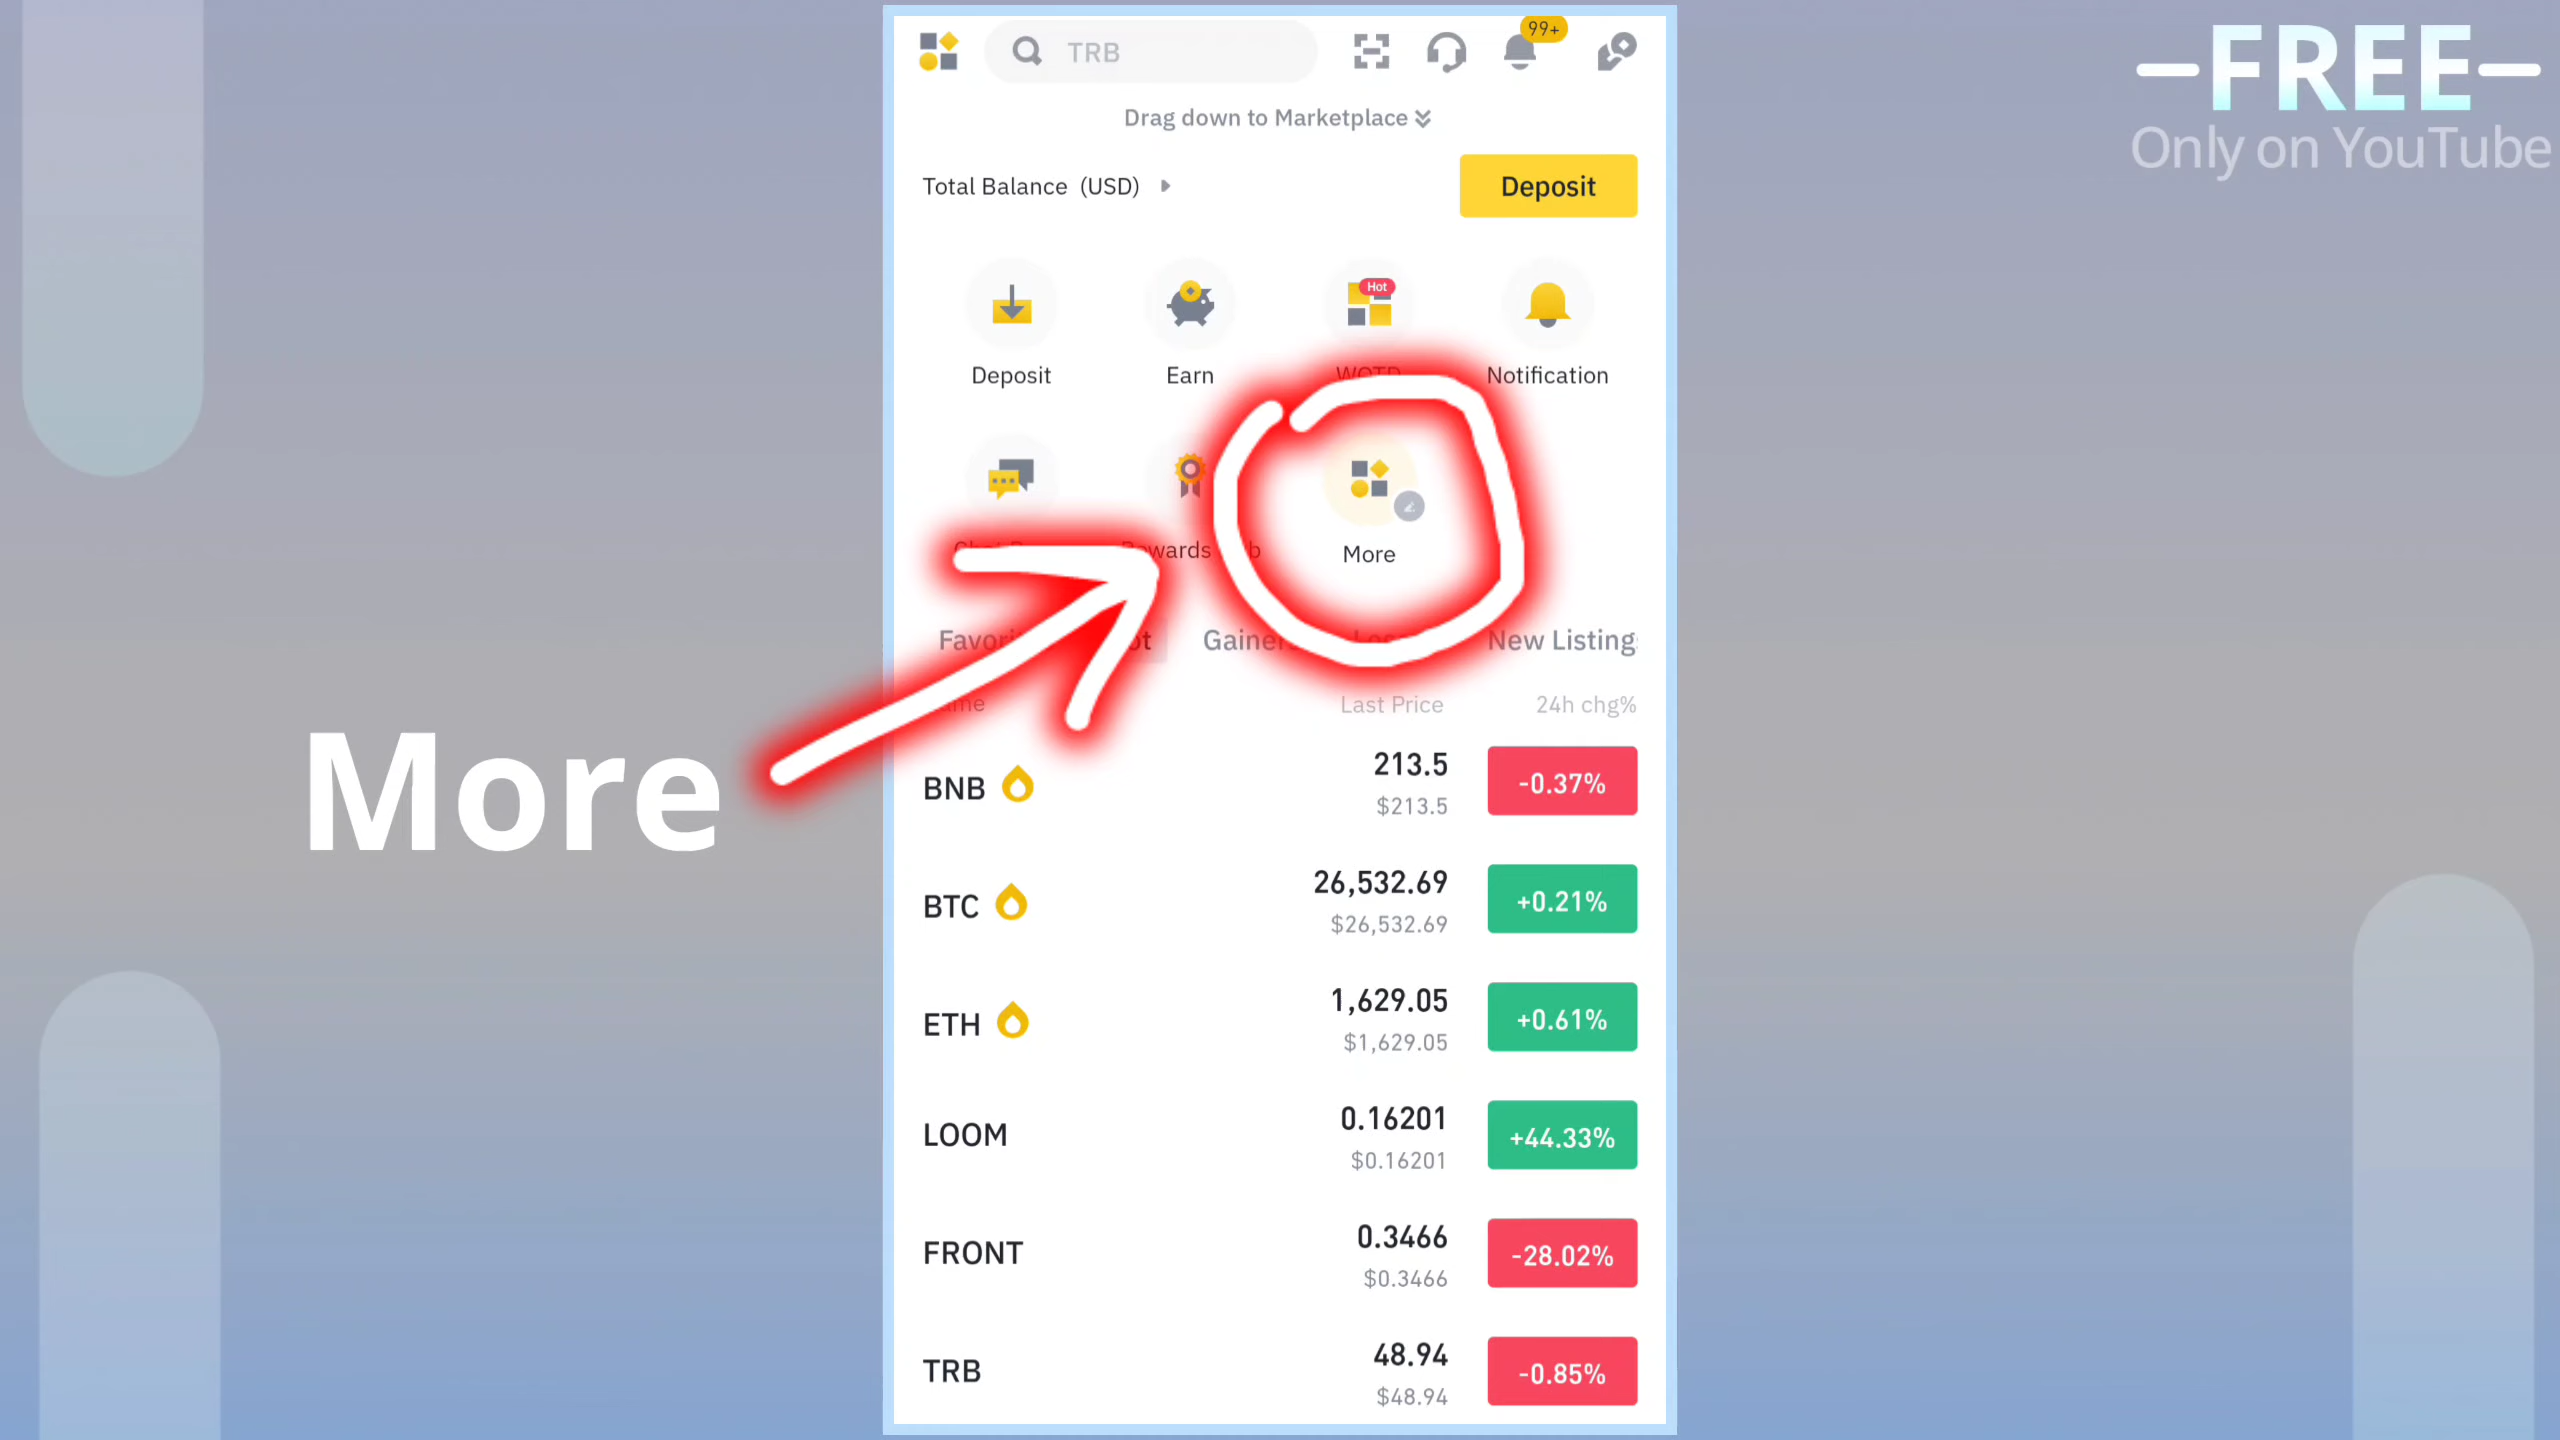 99+
TRB
FREE
Only on YouTube
Drag down to Marketplace
Total Balance (USD)
Deposit
Hot
Deposit
Earn
Notification
More
New Listing
Last Price
24h chg%
More
BNB
213.5
-0.37%
$213.5
BTC
26,532.69
+0.21%
$26,532.69
ETH
1,629.05
+0.61%
$1,629.05
LOOM
0.16201
+44.33%
$0.16201
FRONT
0.3466
-28.02%
$0.3466
TRB
48.94
-0.85%
$48.94